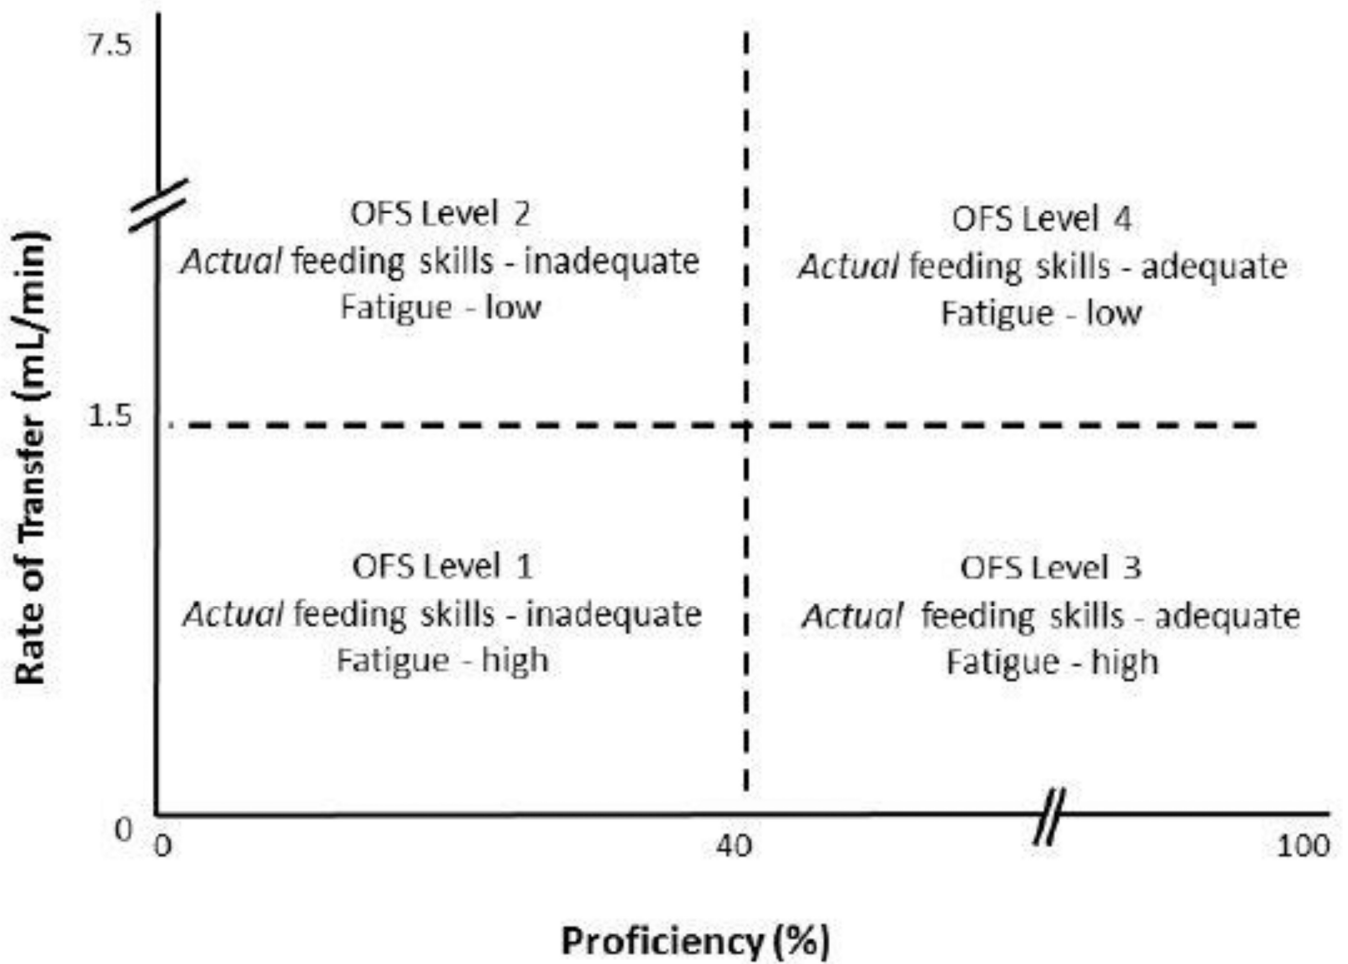 7.5
OFS Level 2
Actual feeding skills - inadequate
Fatigue - low
OFS Level 4
Actual feeding skills - adequate
Fatigue - low
Rate of Transfer (mL/min)
1.5
OFS Level 1
Actual feeding skills - inadequate
Fatigue - high
OFS Level 3
Actual feeding skills - adequate
Fatigue - high
0
0 40 100
Proficiency (%)